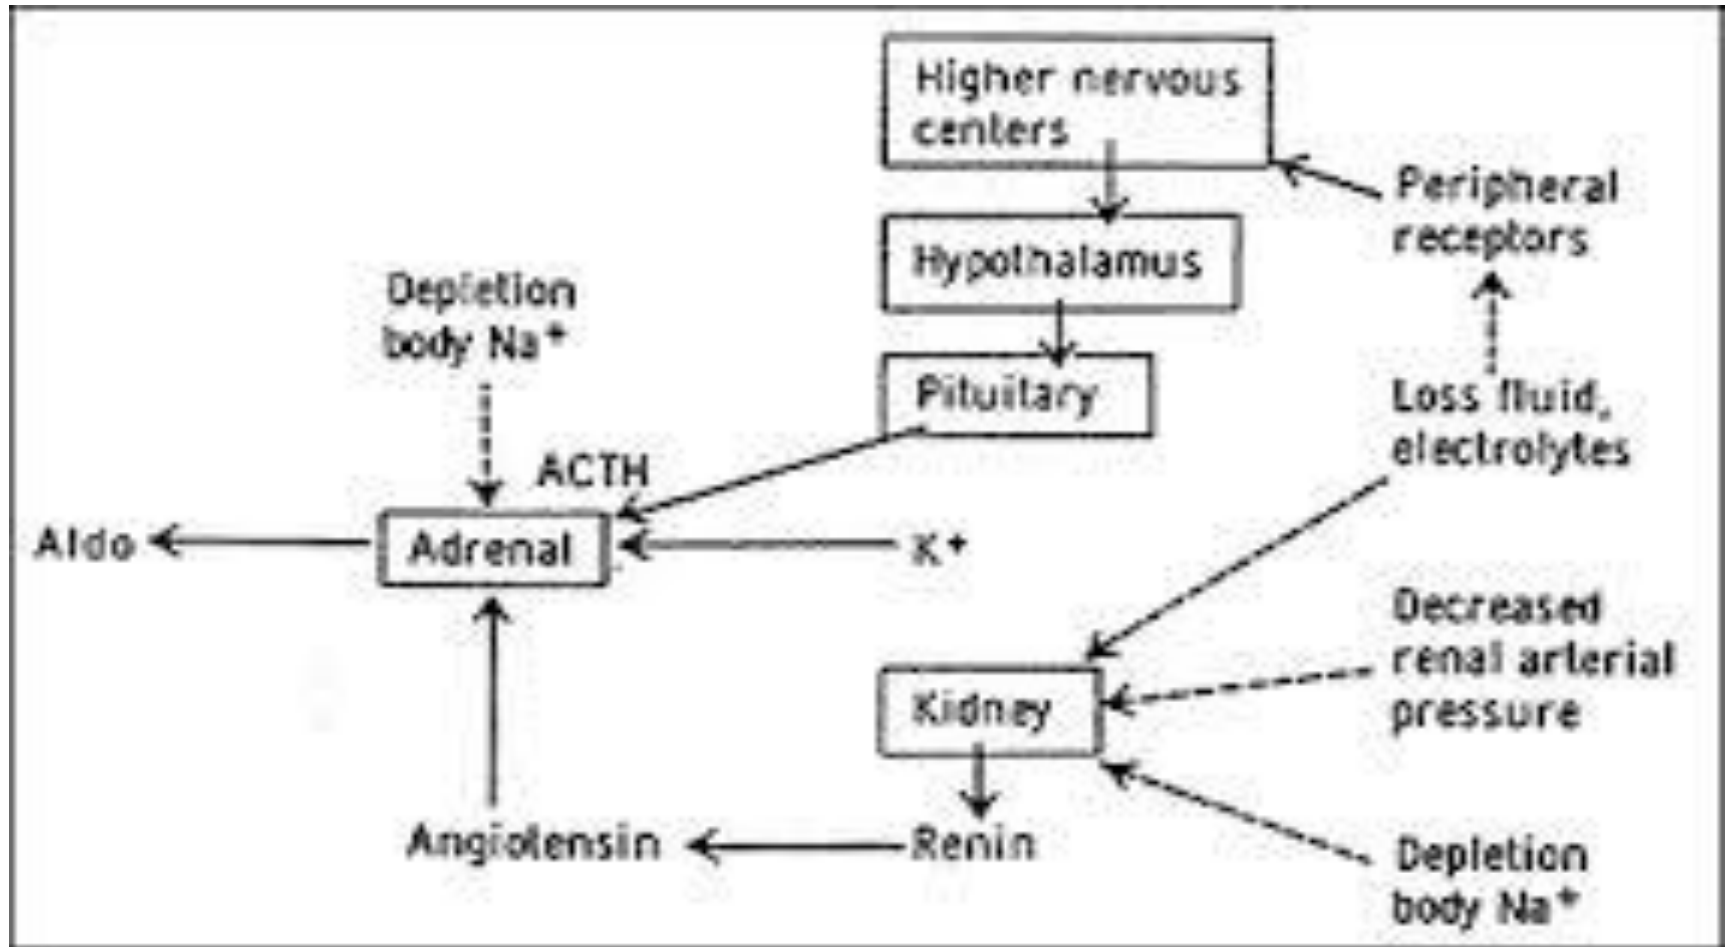 Higher nervous
centers
Peripheral
receptors
Hypothalamus
Depletion
body Na⁺
Pituitary
Loss fluid,
electrolytes
ACTH
Aldo
Adrenal
K⁺
Decreased
renal arterial
pressure
Kidney
Angiotensin
Renin
Depletion
body Na⁺